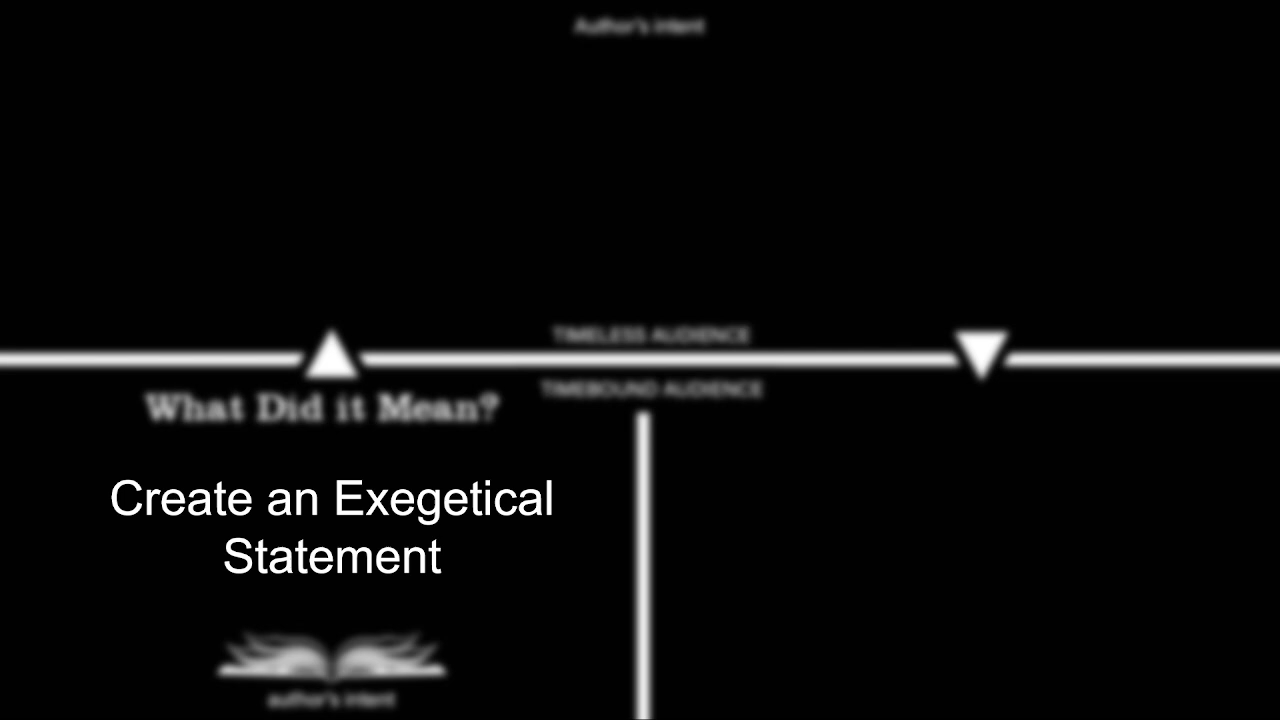 Author's intent
TIMELESS AUDIENCE
TIMEBOUND AUDIENCE
What Did it Mean?
Create an Exegetical
Statement
author's intent